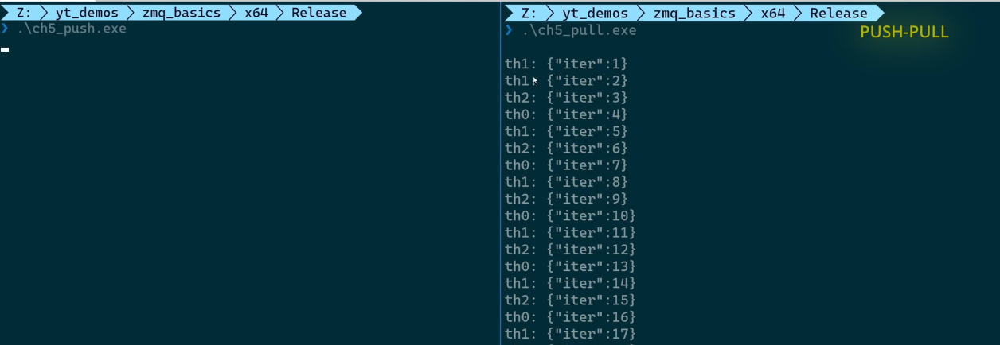 Z: yt_demos zmq_basics x64 Release
❯ .\ch5_push.exe
Z: yt_demos zmq_basics x64 Release
❯ .\ch5_pull.exe
PUSH-PULL
th1: {"iter":1}
th1: {"iter":2}
th2: {"iter":3}
th0: {"iter":4}
th1: {"iter":5}
th2: {"iter":6}
th0: {"iter":7}
th1: {"iter":8}
th2: {"iter":9}
th0: {"iter":10}
th1: {"iter":11}
th2: {"iter":12}
th0: {"iter":13}
th1: {"iter":14}
th2: {"iter":15}
th0: {"iter":16}
th1: {"iter":17}